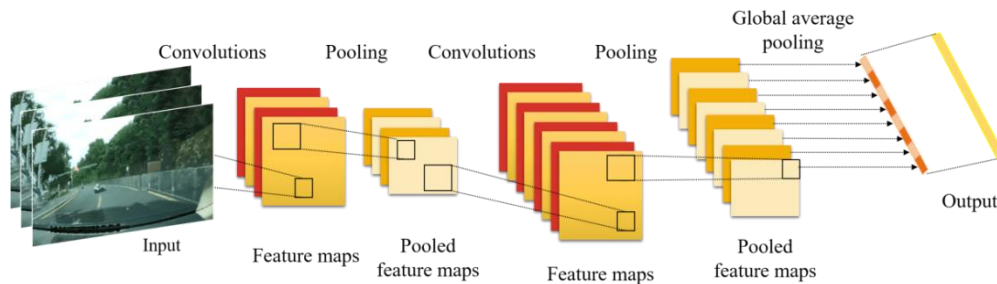 Convolutions
Pooling
Convolutions
Pooling
Global average
pooling
Input
Feature maps
Pooled
feature maps
Feature maps
Pooled
feature maps
Output